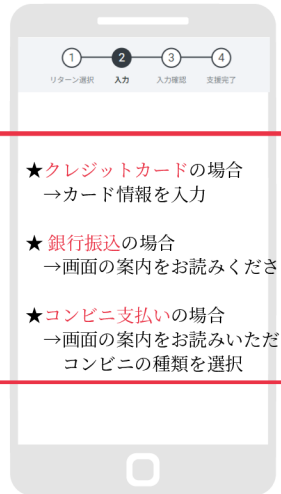 1 2 3 4
リターン選択 入力 入力確認 支援完了
★クレジットカードの場合
→カード情報を入力
★銀行振込の場合
→画面の案内をお読みくださ
★コンビニ支払いの場合
→画面の案内をお読みいただ
コンビニの種類を選択